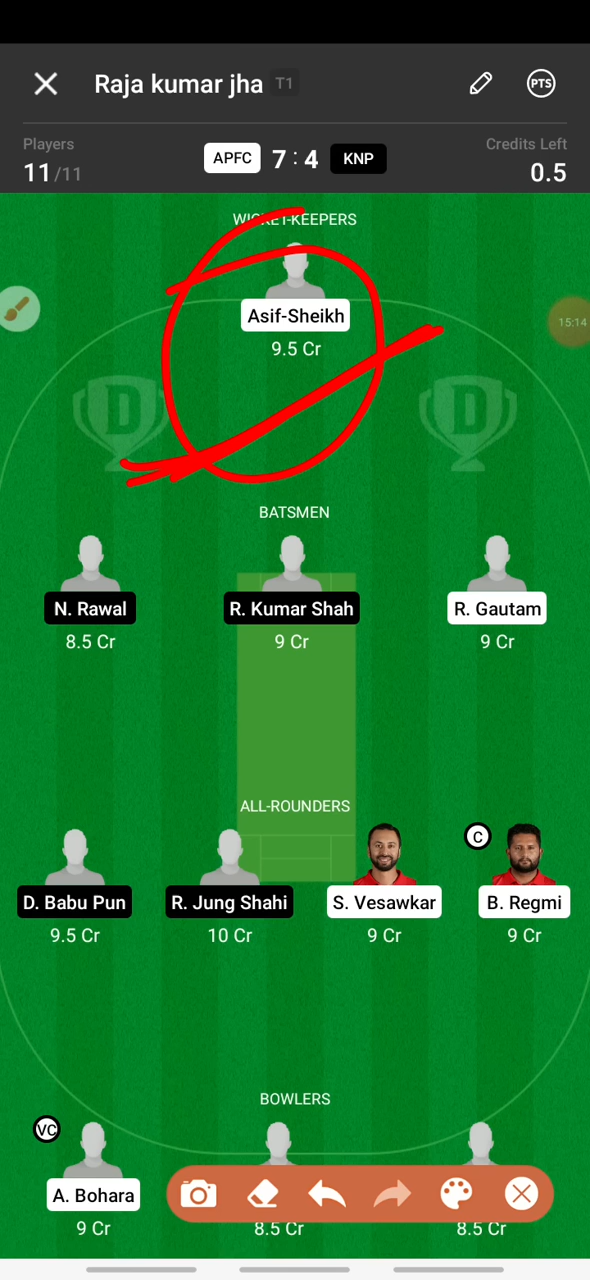 Raja kumar jha T1 PTS
Players Credits Left
11/11 APFC 7 : 4 KNP 0.5
WICKET-KEEPERS
Asif-Sheikh
9.5 Cr
15:14
D D
BATSMEN
N. Rawal R. Kumar Shah R. Gautam
8.5 Cr 9 Cr 9 Cr
ALL-ROUNDERS
C
D. Babu Pun R. Jung Shahi S. Vesawkar B. Regmi
9.5 Cr 10 Cr 9 Cr 9 Cr
BOWLERS
VC
A. Bohara
9 Cr 8.5 Cr 8.5 Cr